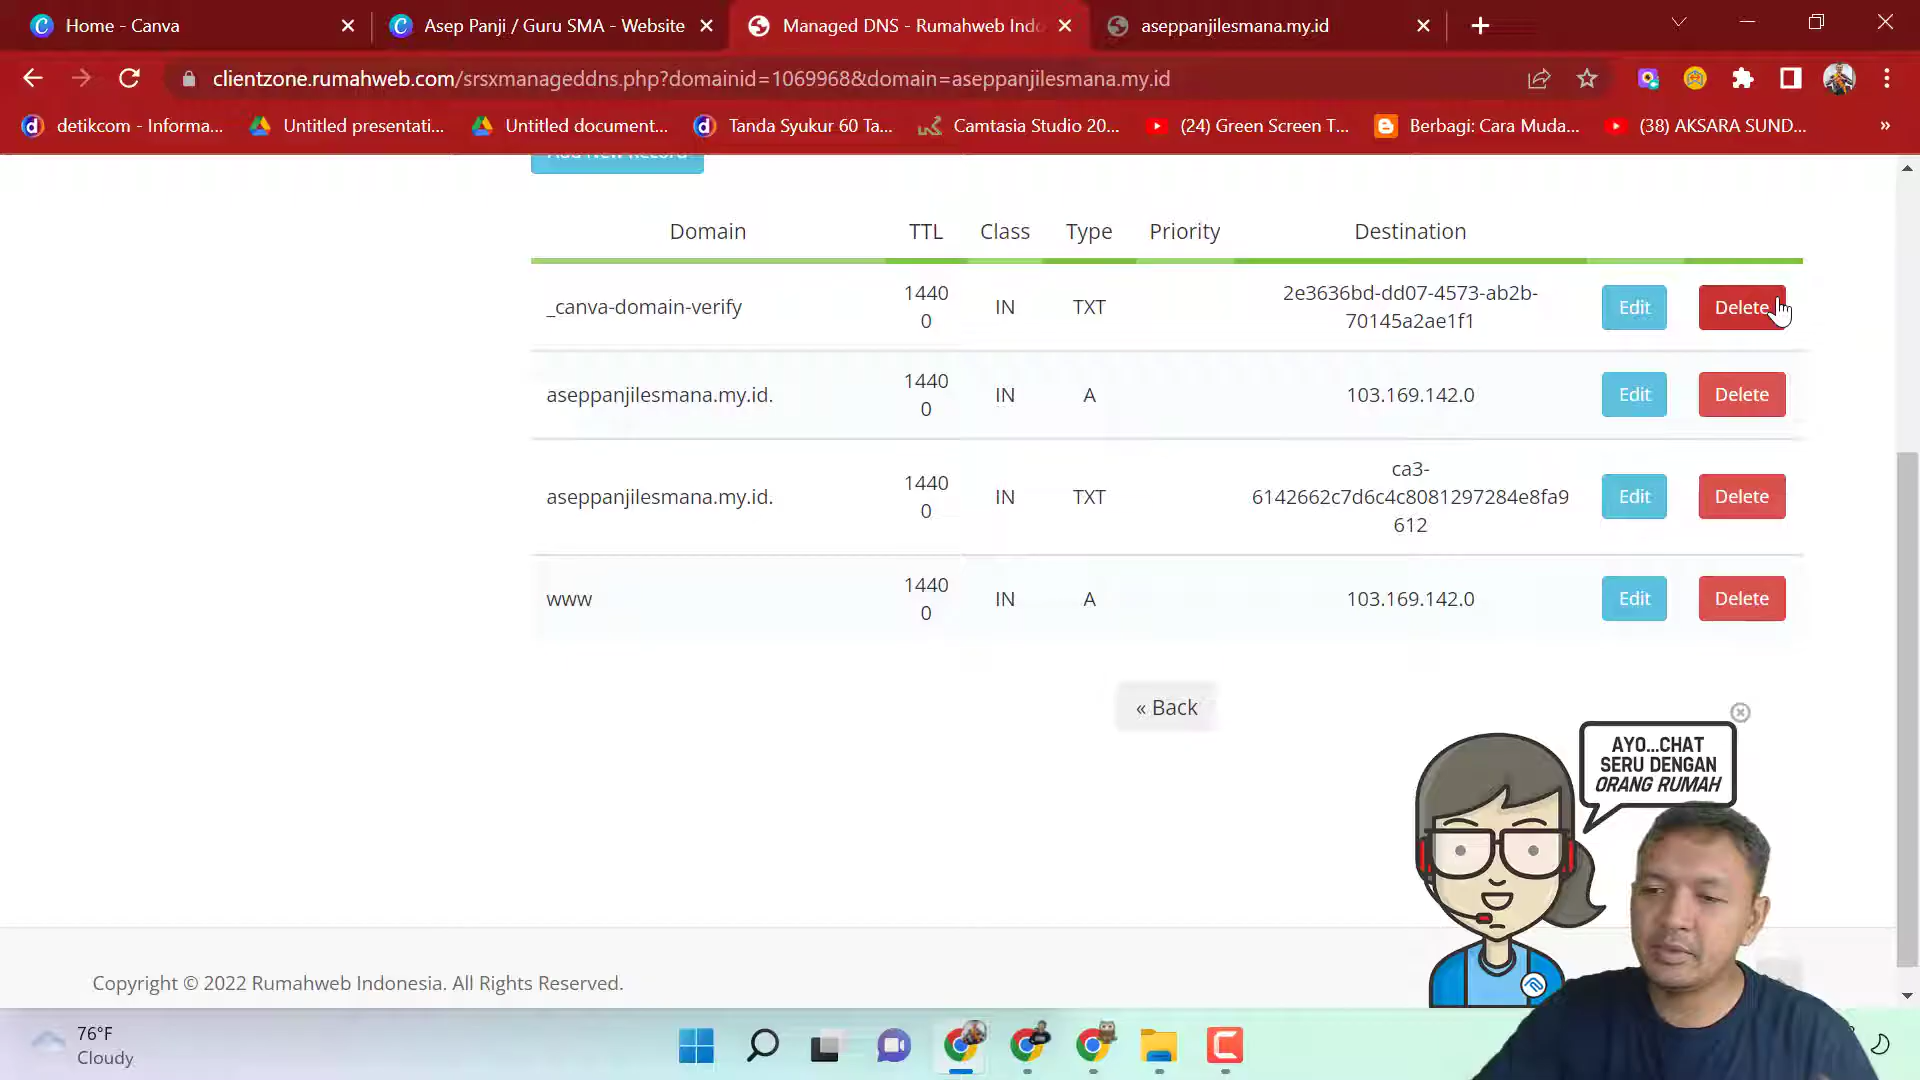 Home - Canva
Asep Panji / Guru SMA - Website
Managed DNS - Rumahweb Indo
aseppanjilesmana.my.id
clientzone.rumahweb.com/srsxmanageddns.php?domainid=1069968&domain=aseppanjilesmana.my.id
detikcom - Informa...
Untitled presentati...
Untitled document...
Tanda Syukur 60 Ta...
Camtasia Studio 20...
(24) Green Screen T...
Berbagi: Cara Muda...
(38) AKSARA SUND...
»
Add New Record
Domain TTL Class Type Priority Destination
_canva-domain-verify 1440 IN TXT 2e3636bd-dd07-4573-ab2b- Edit Delete
0 70145a2ae1f1
aseppanjilesmana.my.id. 1440 IN A 103.169.142.0 Edit Delete
0
aseppanjilesmana.my.id. 1440 IN TXT ca3- Edit Delete
0 6142662c7d6c4c8081297284e8fa9
612
www 1440 IN A 103.169.142.0 Edit Delete
0
« Back
AYO...CHAT
SERU DENGAN
ORANG RUMAH
Copyright © 2022 Rumahweb Indonesia. All Rights Reserved.
76°F
Cloudy